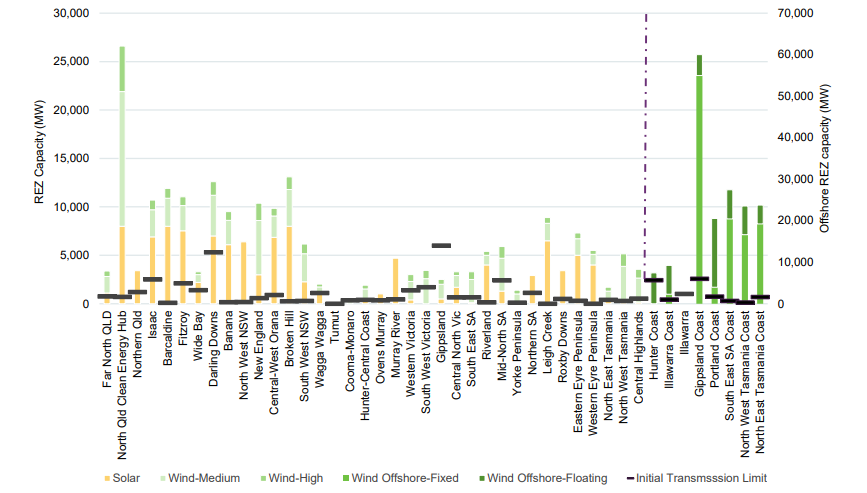 30,000
25,000
20,000
15,000
10,000
5,000
0
REZ Capacity (MW)
70,000
60,000
50,000
40,000
30,000
20,000
10,000
0
Offshore REZ capacity (MW)
Far North QLD
North Qld Clean Energy Hub
Northern Qld
Isaac
Barcaldine
Fitzroy
Wide Bay
Darling Downs
Banana
North West NSW
New England
Central-West Orana
Broken Hill
South West NSW
Wagga Wagga
Tumut
Cooma-Monaro
Hunter-Central Coast
Ovens Murray
Murray River
Western Victoria
South West Victoria
Gippsland
Central North Vic
South East SA
Riverland
Mid-North SA
Yorke Peninsula
Northern SA
Leigh Creek
Roxby Downs
Eastern Eyre Peninsula
Western Eyre Peninsula
North East Tasmania
North West Tasmania
Central Highlands
Hunter Coast
Illawarra Coast
Illawarra
Gippsland Coast
Portland Coast
South East SA Coast
North West Tasmania Coast
North East Tasmania Coast
Solar
Wind-Medium
Wind-High
Wind Offshore-Fixed
Wind Offshore-Floating
Initial Transmsssion Limit